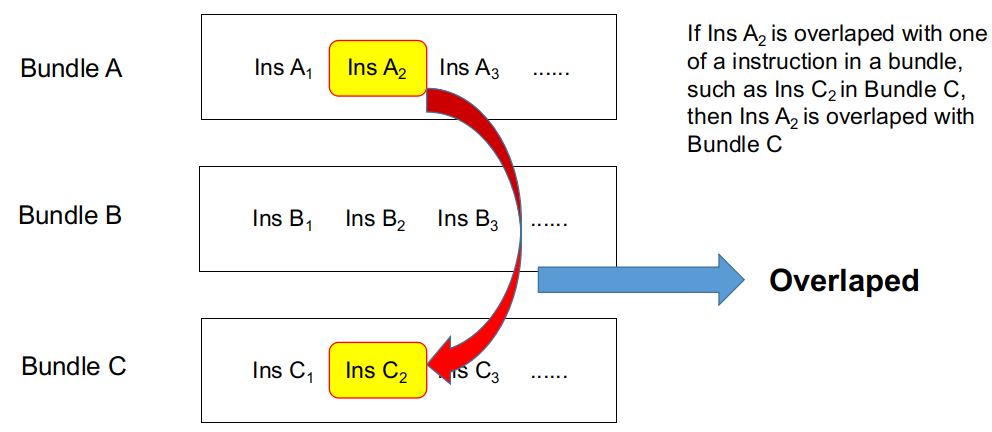 Bundle A
Ins A1 Ins A2 Ins A3 ......
If Ins A2 is overlaped with one
of a instruction in a bundle,
such as Ins C2 in Bundle C,
then Ins A2 is overlaped with
Bundle C
Bundle B
Ins B1 Ins B2 Ins B3 ......
Overlaped
Bundle C
Ins C1 Ins C2 Ins C3 ......